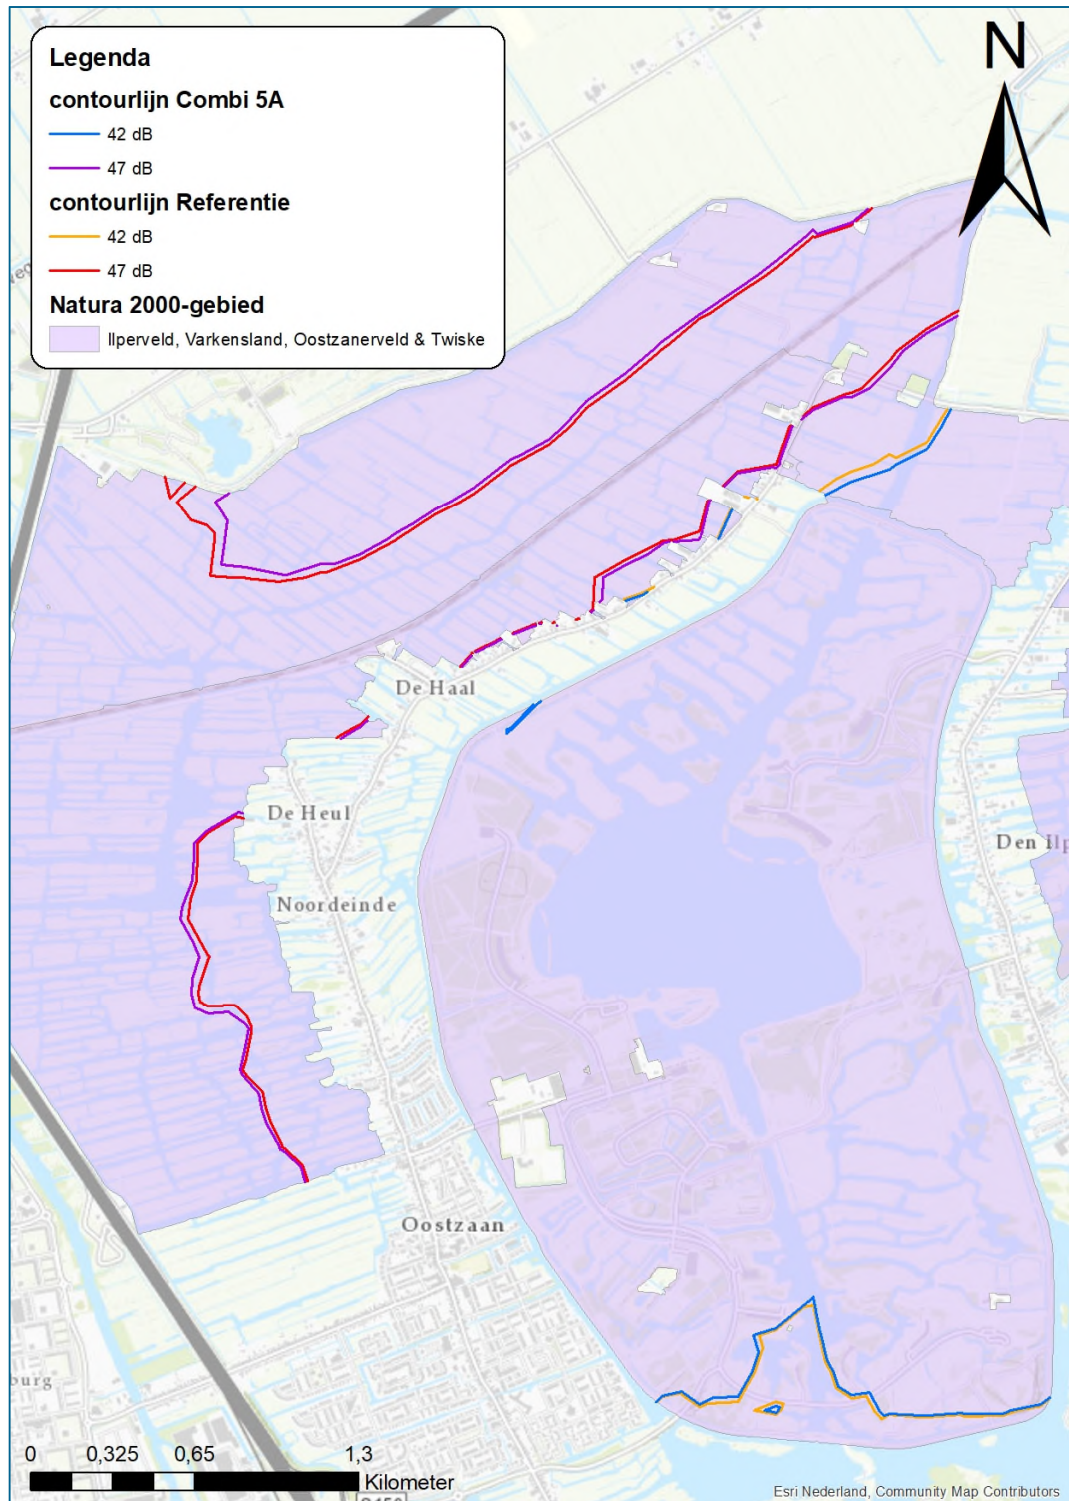 Legenda
contourlijn Combi 5A
42 dB
47 dB
contourlijn Referentie
42 dB
47 dB
Natura 2000-gebied
Ilperveld, Varkensland, Oostzanerveld & Twiske
N
De Haal
De Heul
Den Ilp
Noordeinde
Oostzaan
burg
0 0,325 0,65 1,3
Kilometer
Esri Nederland, Community Map Contributors